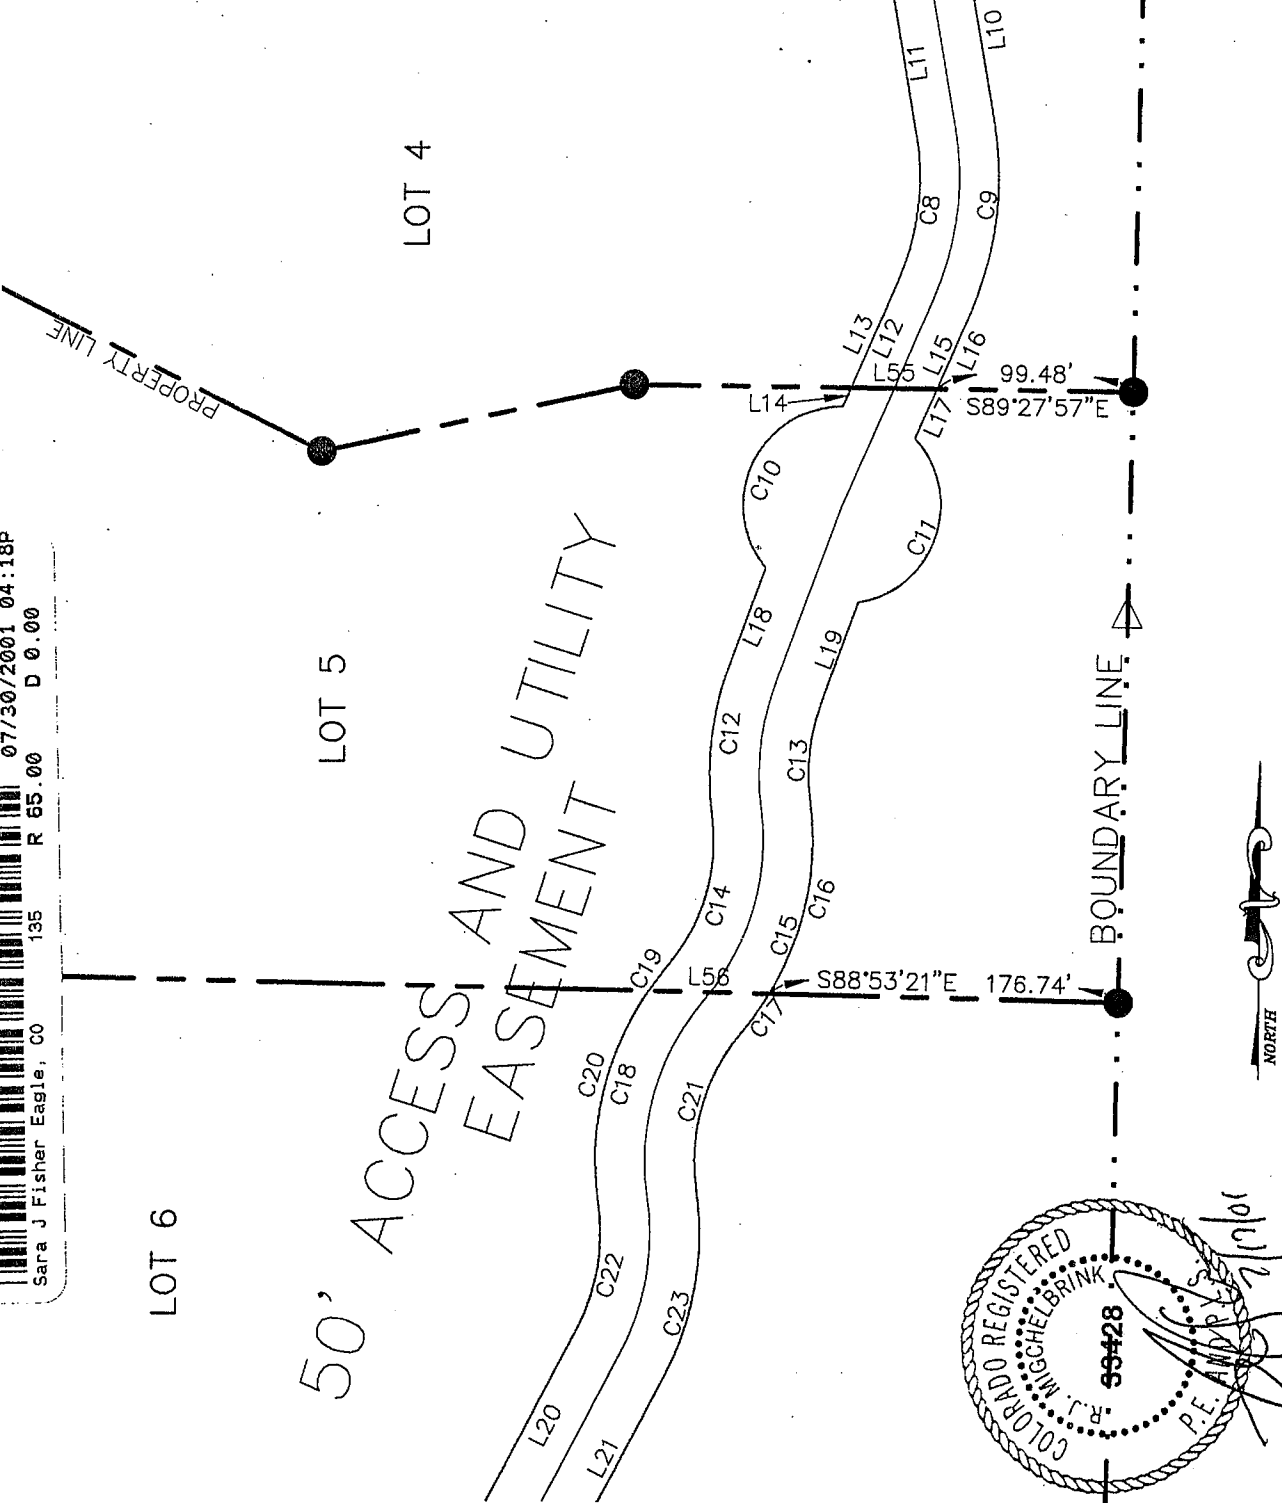 L10
L11
LOT 4
C8
C9
PROPERTY LINE
L13
L12
L15
L16
L55
99.48'
S89°27'57"E
L14
L17
C10
C11
07/30/2001 04:18P
135 R 65.00 D 0.00
Sara J Fisher Eagle, CO
LOT 5
50' ACCESS AND UTILITY
EASEMENT
L18
L19
C12
C13
BOUNDARY LINE
C14
C15
C16
C19
L56
S88°53'21"E 176.74'
C17
C20
C18
C21
NORTH
LOT 6
C22
C23
L20
L21
COLORADO REGISTERED
R.J. MIGCHELBRINK
33428
P.E. AND P.L.S.